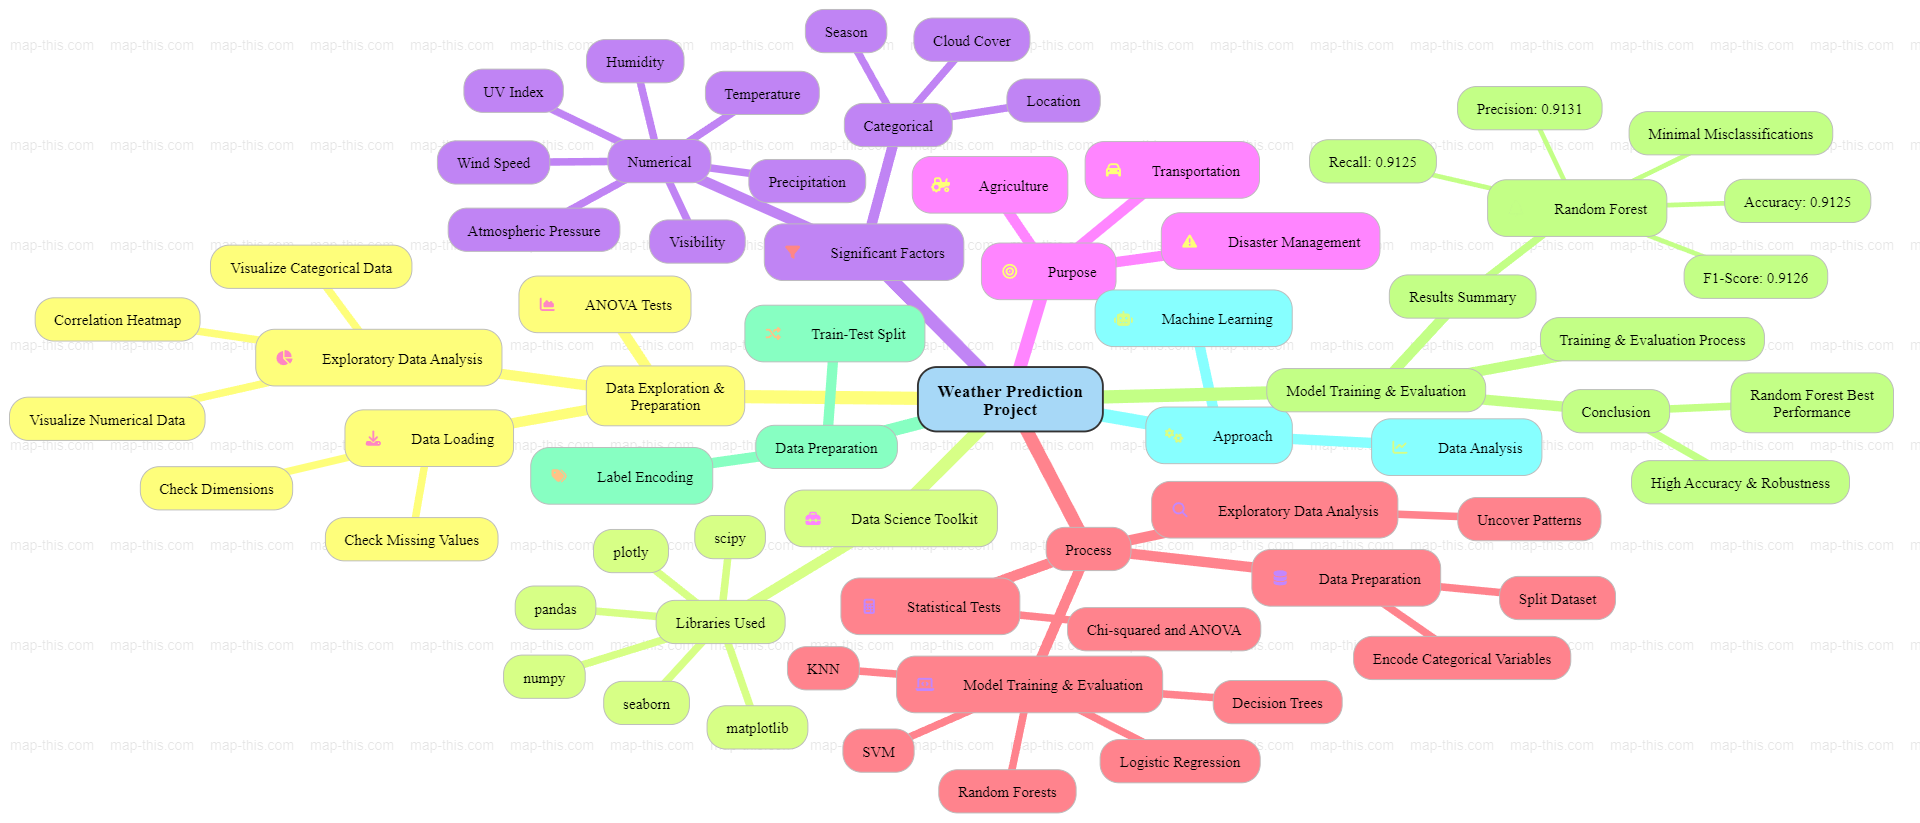 Weather Prediction
Project
Significant Factors
Numerical
Humidity
UV Index
Temperature
Wind Speed
Precipitation
Atmospheric Pressure
Visibility
Categorical
Season
Cloud Cover
Location
Purpose
Agriculture
Transportation
Disaster Management
Approach
Machine Learning
Data Analysis
Model Training & Evaluation
Results Summary
Random Forest
Precision: 0.9131
Minimal Misclassifications
Recall: 0.9125
Accuracy: 0.9125
F1-Score: 0.9126
Training & Evaluation Process
Conclusion
Random Forest Best
Performance
High Accuracy & Robustness
Data Exploration &
Preparation
ANOVA Tests
Exploratory Data Analysis
Visualize Categorical Data
Correlation Heatmap
Visualize Numerical Data
Data Loading
Check Dimensions
Check Missing Values
Data Preparation
Train-Test Split
Label Encoding
Data Science Toolkit
Libraries Used
scipy
plotly
pandas
numpy
seaborn
matplotlib
Process
Exploratory Data Analysis
Uncover Patterns
Data Preparation
Split Dataset
Encode Categorical Variables
Statistical Tests
Chi-squared and ANOVA
Model Training & Evaluation
KNN
SVM
Random Forests
Logistic Regression
Decision Trees
map-this.com